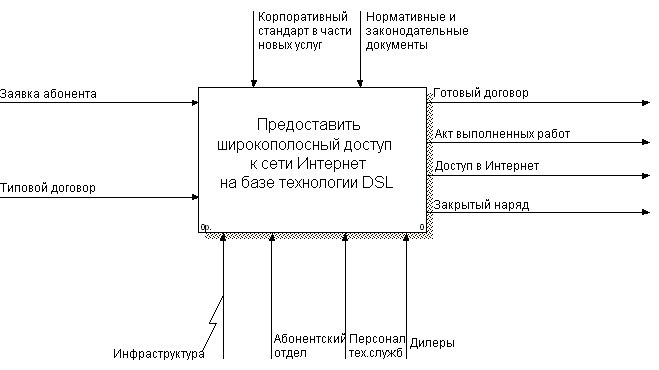 Корпоративный
стандарт в части
новых услуг
Нормативные и
законодательные
документы
Заявка абонента
Типовой договор
Предоставить
широкополосный доступ
к сети Интернет
на базе технологии DSL
0р.
0
Готовый договор
Акт выполненных работ
Доступ в Интернет
Закрытый наряд
Инфраструктура
Абонентский
отдел
Персонал
тех.служб
Дилеры